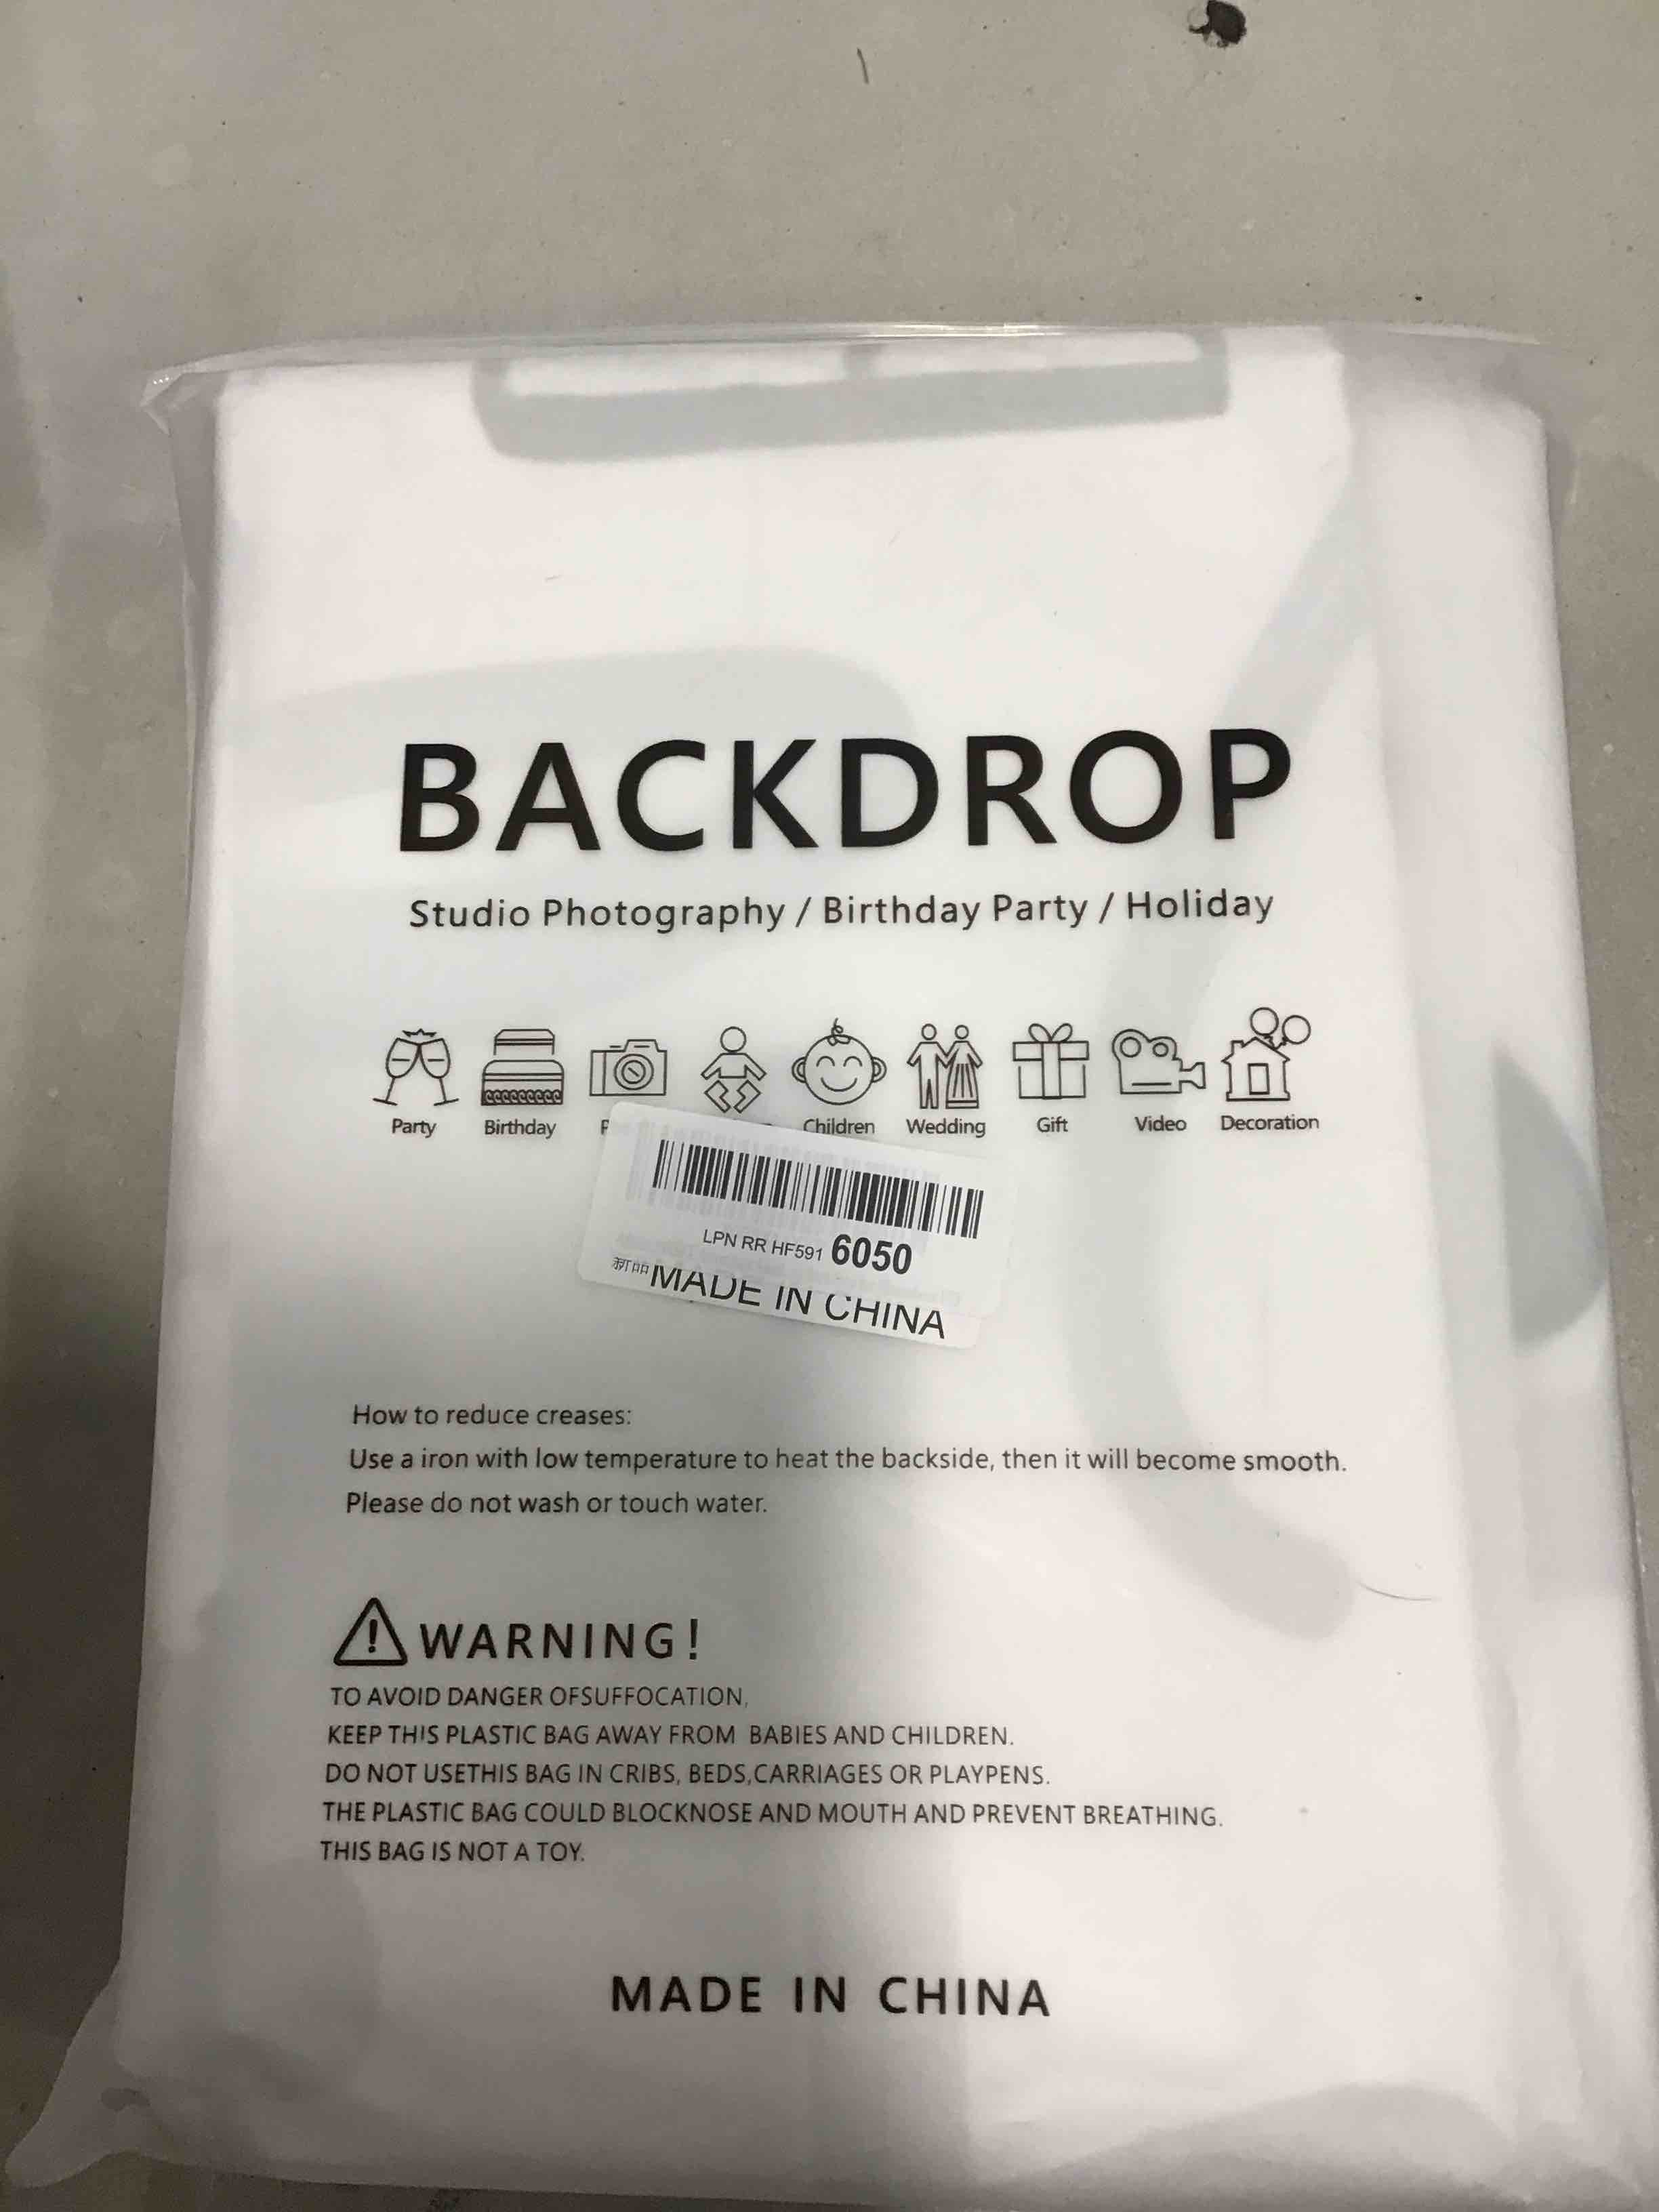 BACKDROP
Studio Photography / Birthday Party / Holiday
Party Birthday Children Wedding Gift Video Decoration
LPN RR HF591 6050
MADE IN CHINA
How to reduce creases:
Use a iron with low temperature to heat the backside, then it will become smooth.
Please do not wash or touch water.
WARNING!
TO AVOID DANGER OFSUFFOCATION,
KEEP THIS PLASTIC BAG AWAY FROM BABIES AND CHILDREN.
DO NOT USETHIS BAG IN CRIBS, BEDS,CARRIAGES OR PLAYPENS.
THE PLASTIC BAG COULD BLOCKNOSE AND MOUTH AND PREVENT BREATHING.
THIS BAG IS NOT A TOY.
MADE IN CHINA